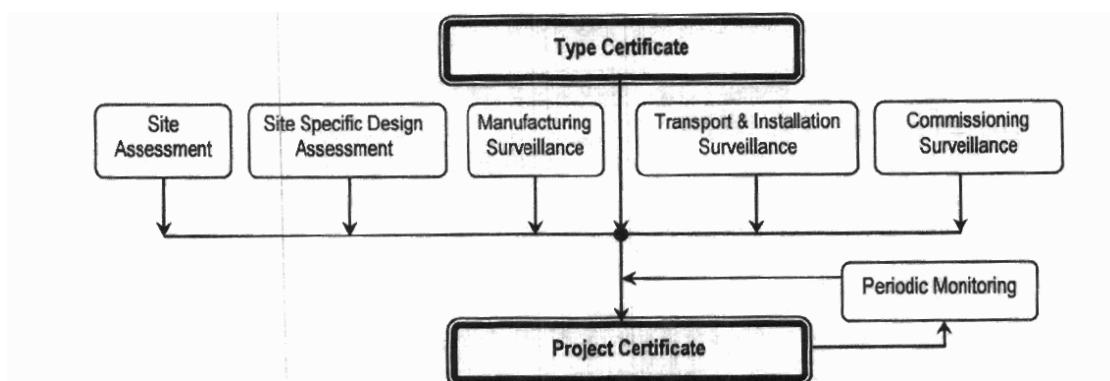 Type Certificate
Site
Assessment
Site Specific Design
Assessment
Manufacturing
Surveillance
Transport & Installation
Surveillance
Commissioning
Surveillance
Periodic Monitoring
Project Certificate